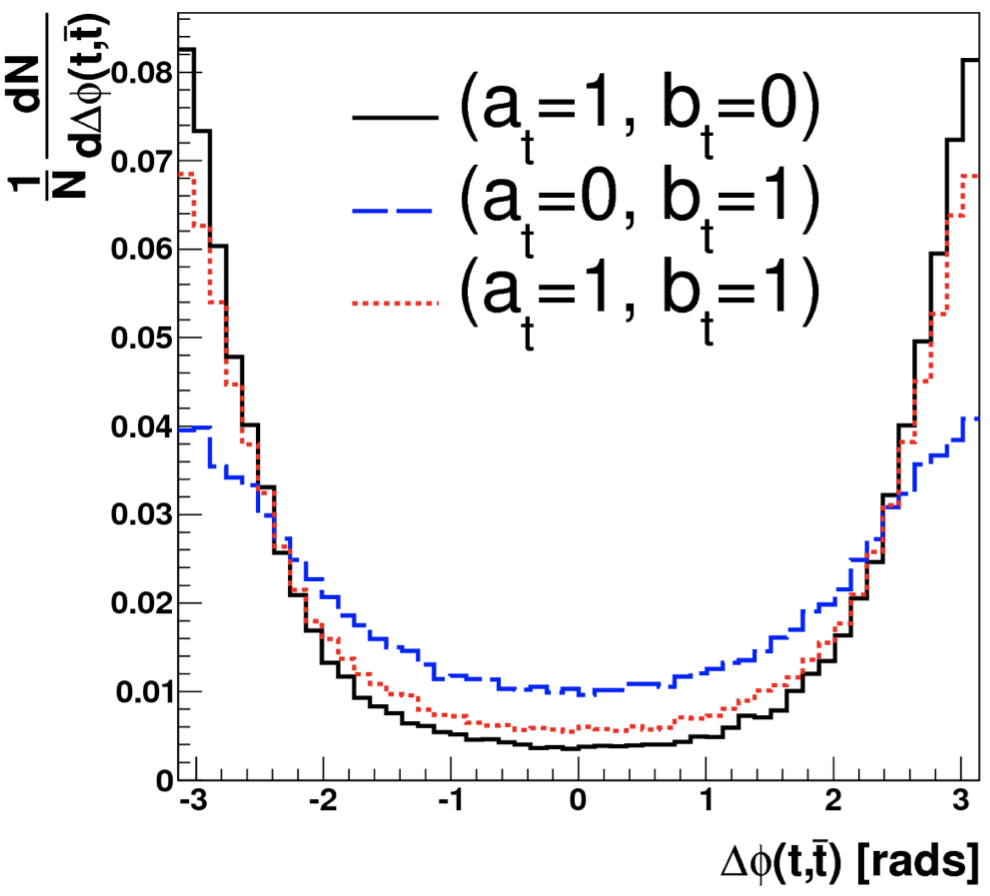 1/N dN/dΔϕ(t,t̄)
(a_t=1, b_t=0)
(a_t=0, b_t=1)
(a_t=1, b_t=1)
0.08
0.07
0.06
0.05
0.04
0.03
0.02
0.01
0
-3 -2 -1 0 1 2 3
Δϕ(t,t̄) [rads]